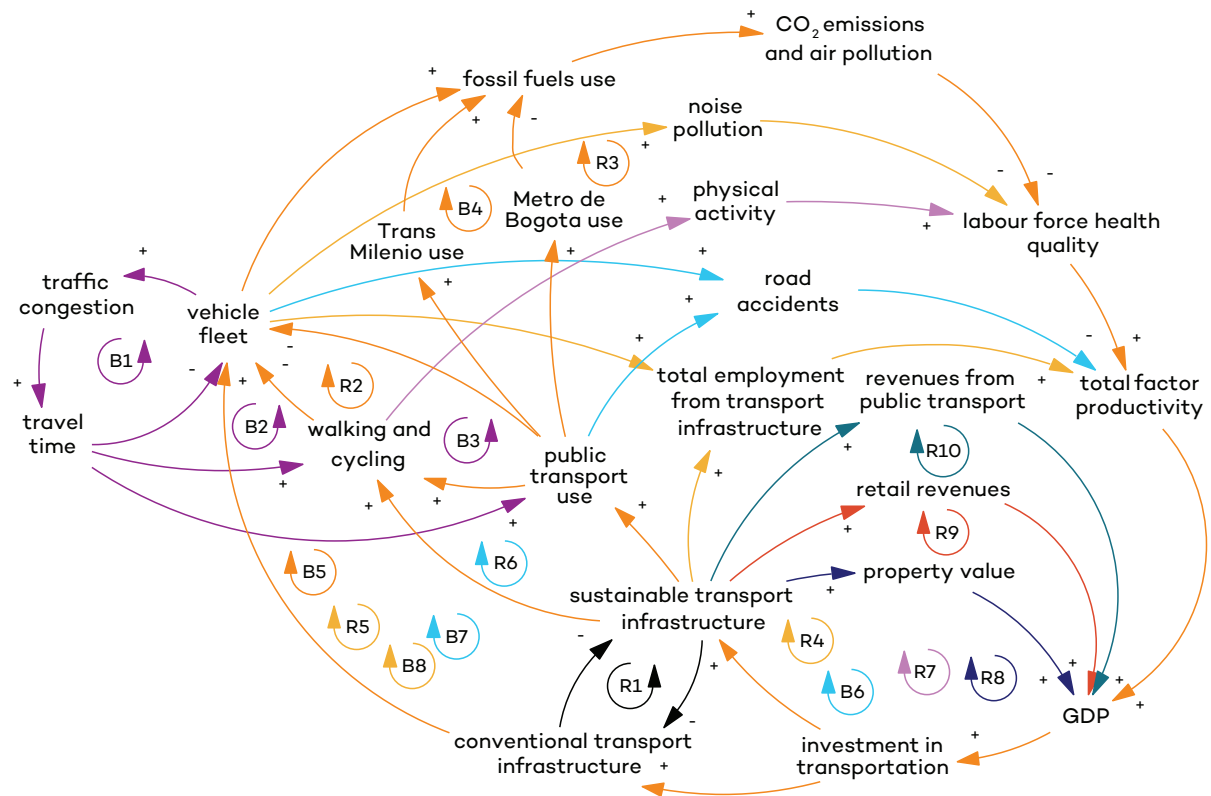 +
CO2 emissions
and air pollution
+
fossil fuels use
+
-
noise
pollution
+
R3
-
-
physical
activity
+
labour force health
quality
+
B4
Metro de
Bogota use
Trans
Milenio use
+
+
+
road
accidents
+
traffic
congestion
+
vehicle
fleet
-
-
+
+
-
+
B1
R2
total employment
from transport
infrastructure
+
revenues from
public transport
+
total factor
productivity
+
-
+
travel
time
B2
walking and
cycling
B3
public
transport
use
+
R10
+
+
+
+
+
+
retail revenues
+
R9
R6
B5
property value
+
sustainable transport
infrastructure
R5
B7
B8
-
R4
+
R1
B6
R7
R8
+
+
+
+
-
GDP
+
conventional transport
infrastructure
+
investment in
transportation